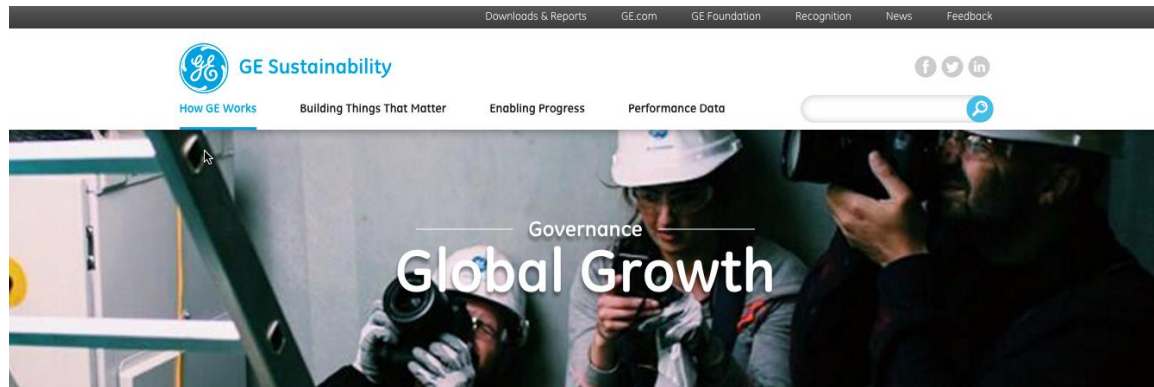 Downloads & Reports GE.com GE Foundation Recognition News Feedback
GE Sustainability
How GE Works Building Things That Matter Enabling Progress Performance Data
Governance
Global Growth